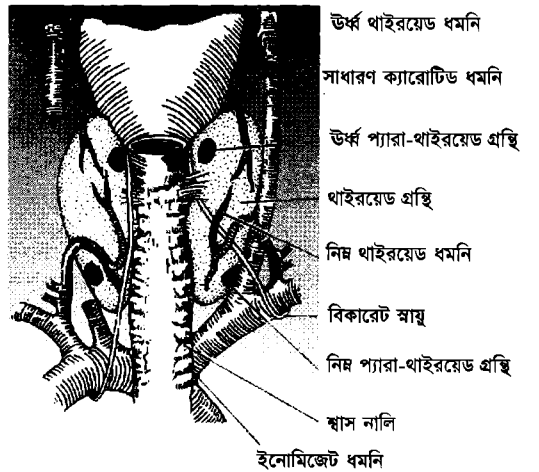 ঊর্ধ্ব থাইরয়েড ধমনি
সাধারণ ক্যারোটিড ধমনি
ঊর্ধ্ব প্যারা-থাইরয়েড গ্রন্থি
থাইরয়েড গ্রন্থি
নিম্ন থাইরয়েড ধমনি
বিকারেট স্নায়ু
নিম্ন প্যারা-থাইরয়েড গ্রন্থি
শ্বাস নালি
ইনোমিজেট ধমনি